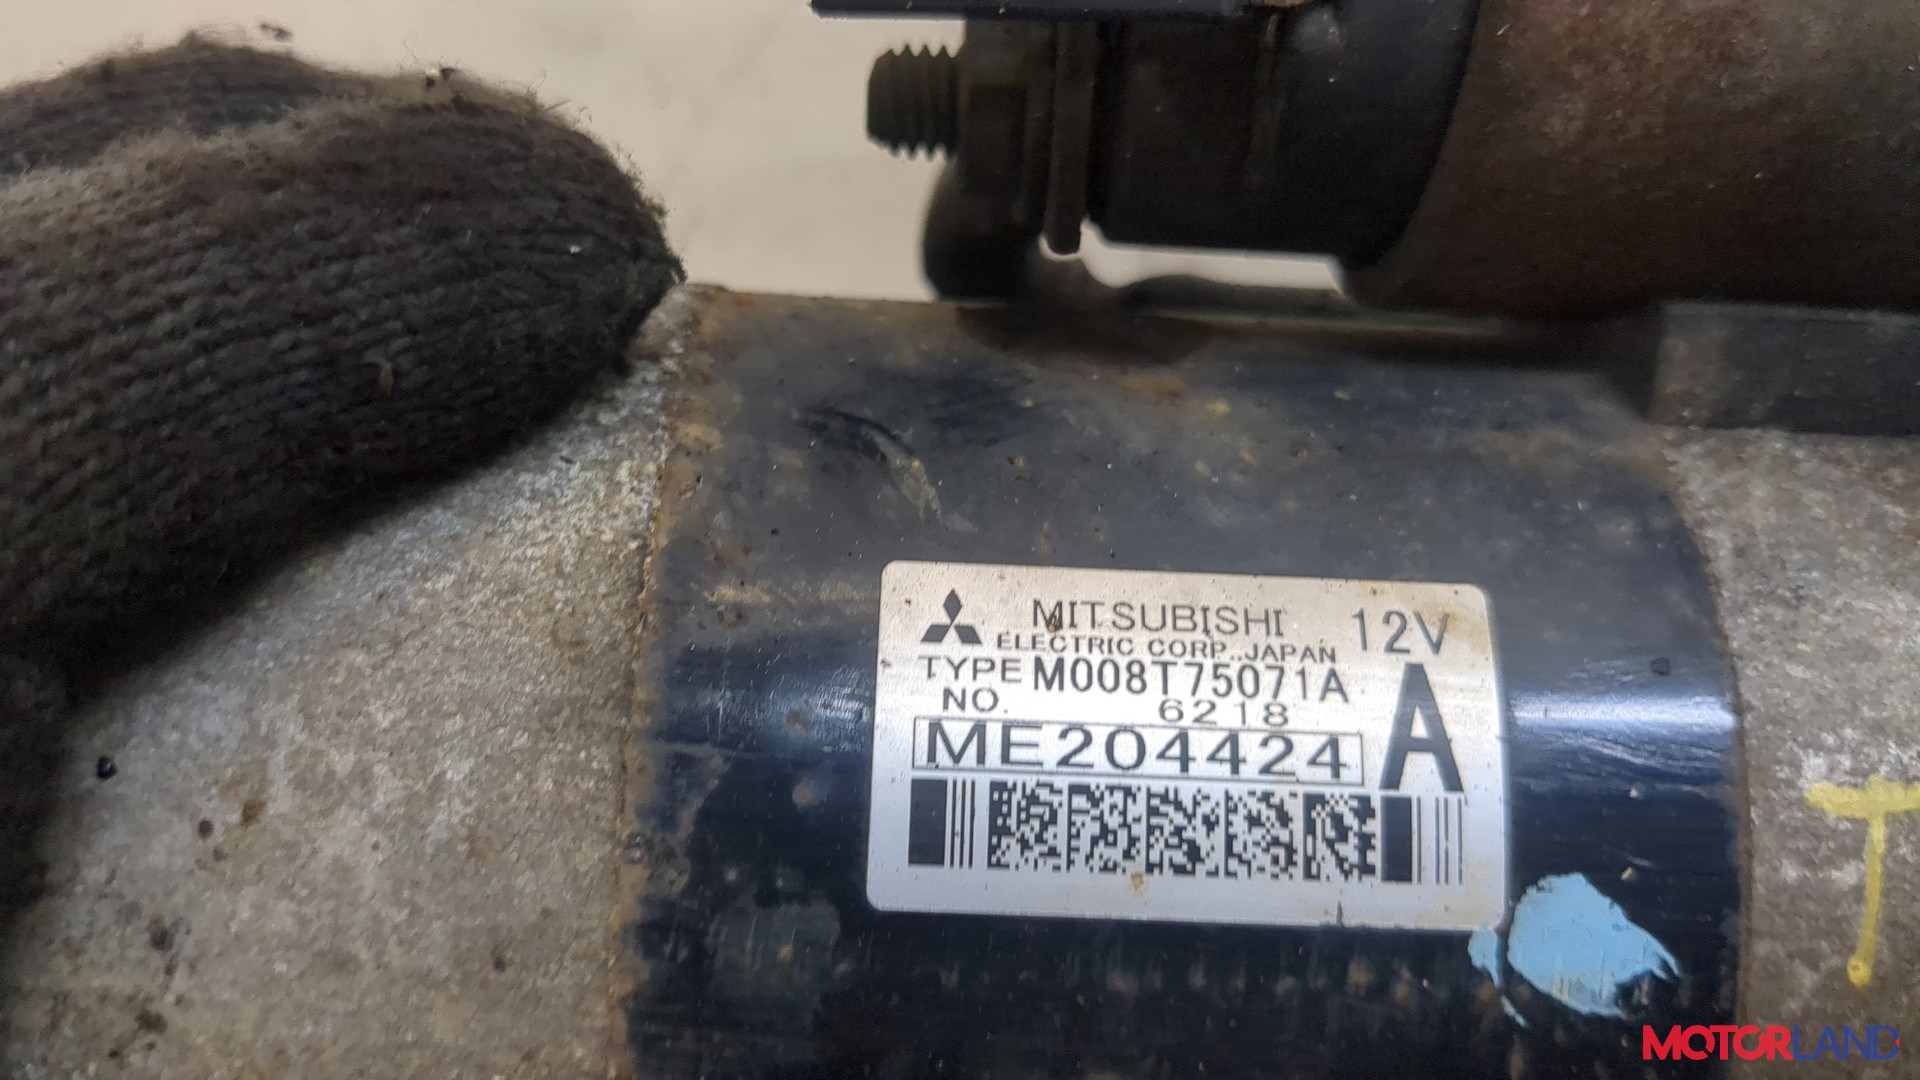 MITSUBISHI 12V
ELECTRIC CORP., JAPAN
TYPE M008T75071A
NO. 6218 A
ME204424
T
MOTORLAND